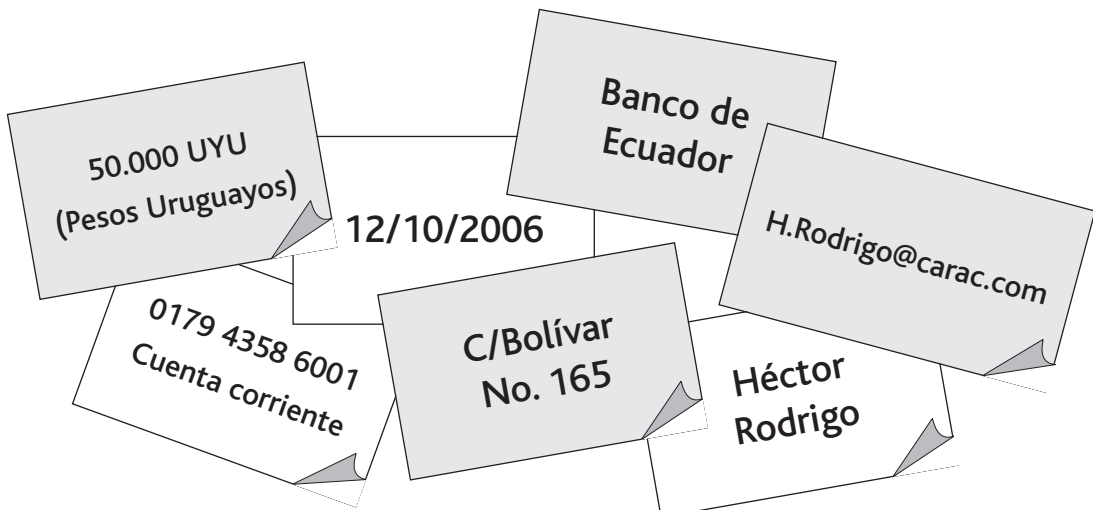 50.000 UYU
(Pesos Uruguayos)
12/10/2006
Banco de
Ecuador
H.Rodrigo@carac.com
0179 4358 6001
Cuenta corriente
C/Bolívar
No. 165
Héctor
Rodrigo